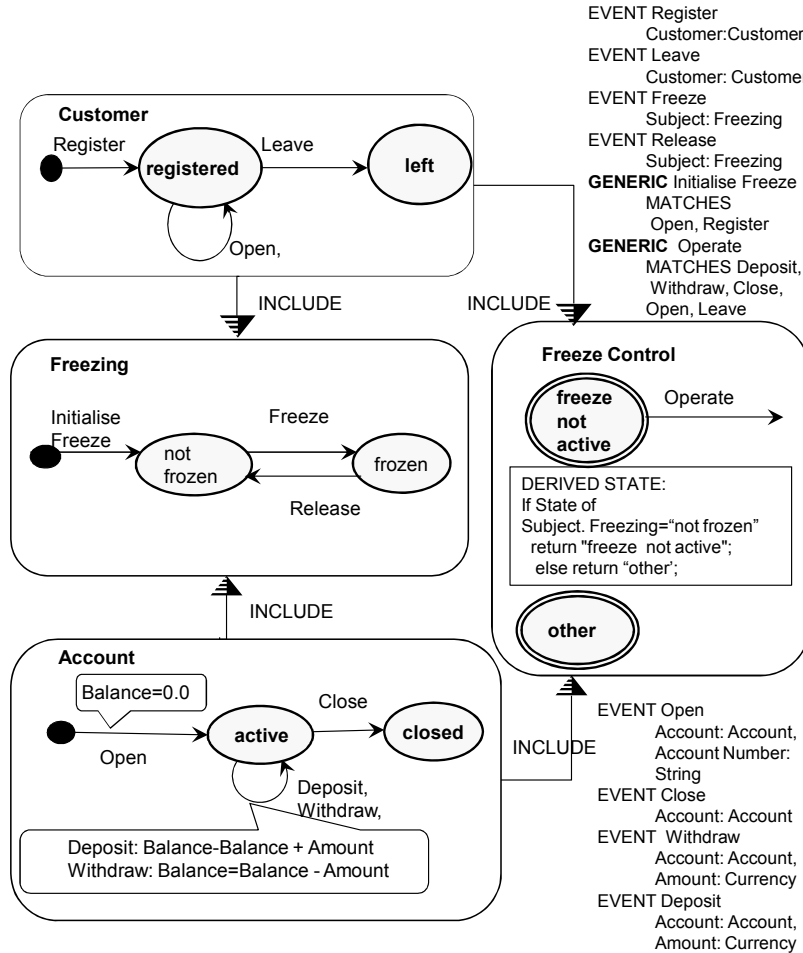 EVENT Register
Customer:Customer
EVENT Leave
Customer: Custome
EVENT Freeze
Subject: Freezing
EVENT Release
Subject: Freezing
GENERIC Initialise Freeze
MATCHES
Open, Register
GENERIC Operate
MATCHES Deposit,
Withdraw, Close,
Open, Leave
Customer
Register
registered
Leave
left
Open,
INCLUDE
INCLUDE
Freezing
Initialise
Freeze
not
frozen
Freeze
frozen
Release
Freeze Control
freeze
not
active
Operate
DERIVED STATE:
If State of
Subject. Freezing=“not frozen”
return "freeze not active";
else return “other’;
other
INCLUDE
Account
Balance=0.0
Open
active
Close
closed
Deposit,
Withdraw,
Deposit: Balance-Balance + Amount
Withdraw: Balance=Balance - Amount
INCLUDE
EVENT Open
Account: Account,
Account Number:
String
EVENT Close
Account: Account
EVENT Withdraw
Account: Account,
Amount: Currency
EVENT Deposit
Account: Account,
Amount: Currency